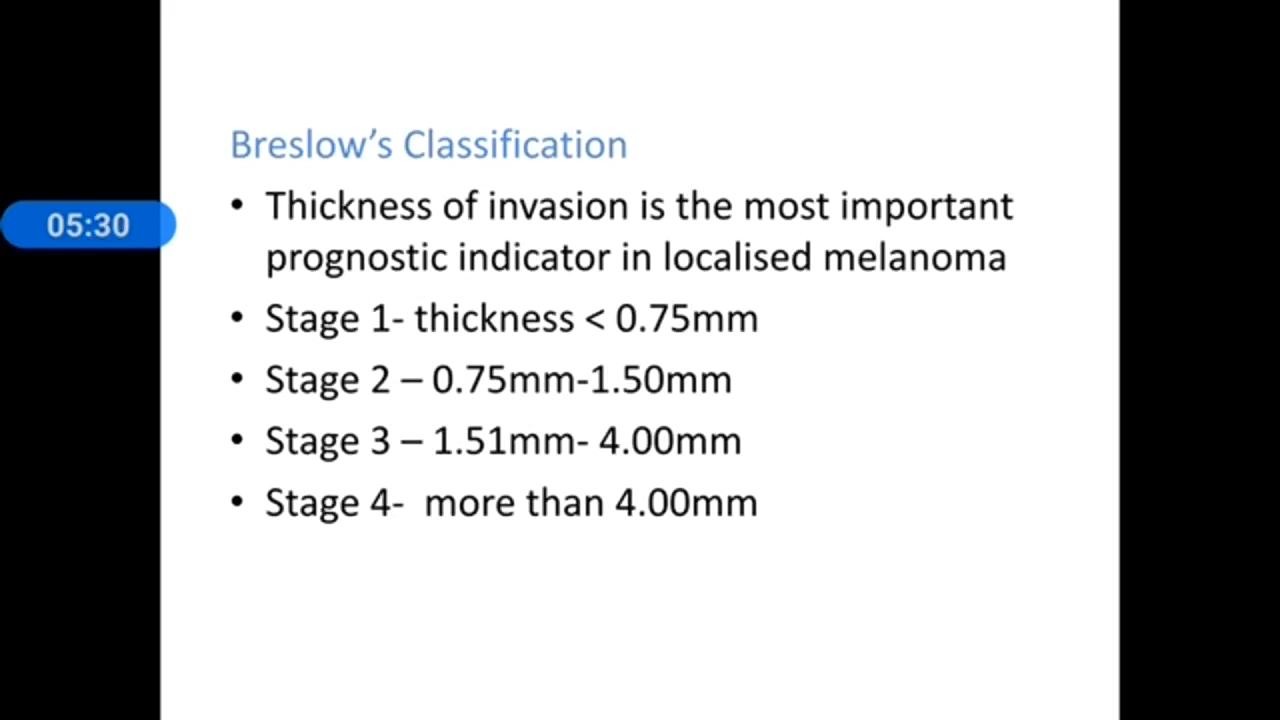 Breslow’s Classification
• Thickness of invasion is the most important
prognostic indicator in localised melanoma
05:30
• Stage 1- thickness < 0.75mm
• Stage 2 – 0.75mm-1.50mm
• Stage 3 – 1.51mm- 4.00mm
• Stage 4-  more than 4.00mm